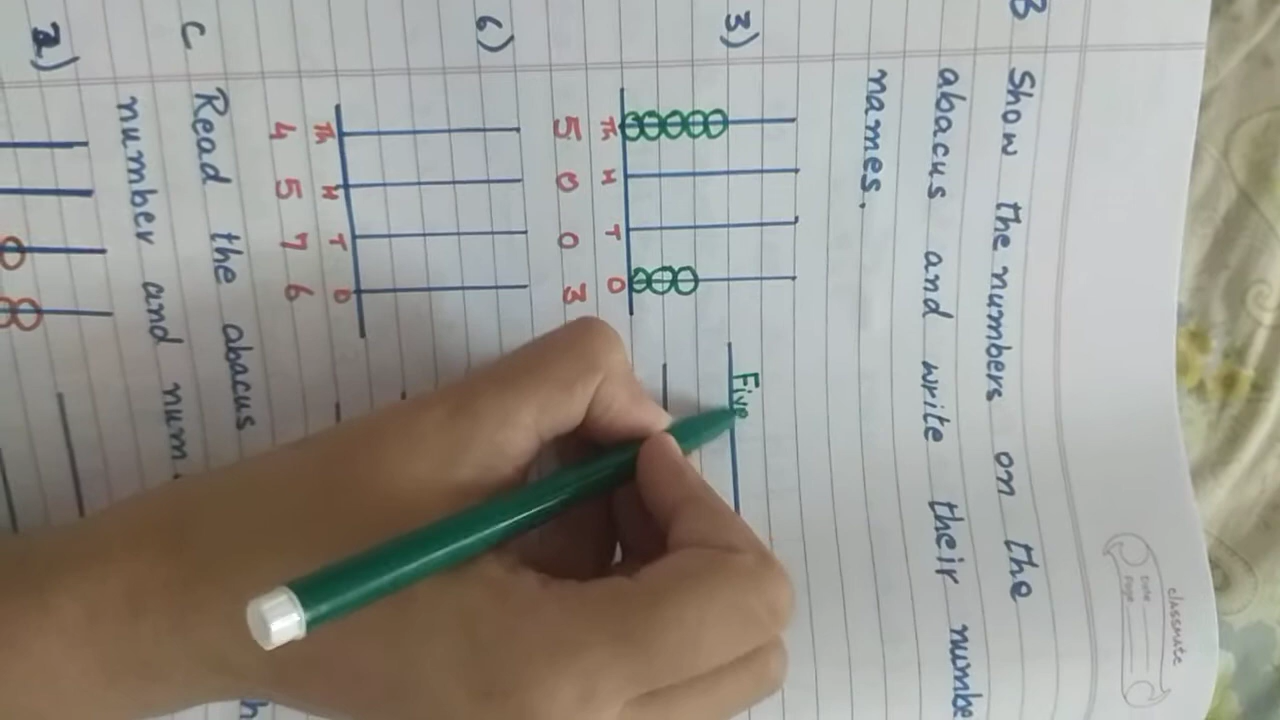 classmate
Date
Page
B Show the numbers on the
abacus and write their numbe
names.
3)
Five
Th H T O
5 0 0 3
6)
Th H T O
4 5 7 6
C Read the abacus
number and num
2)